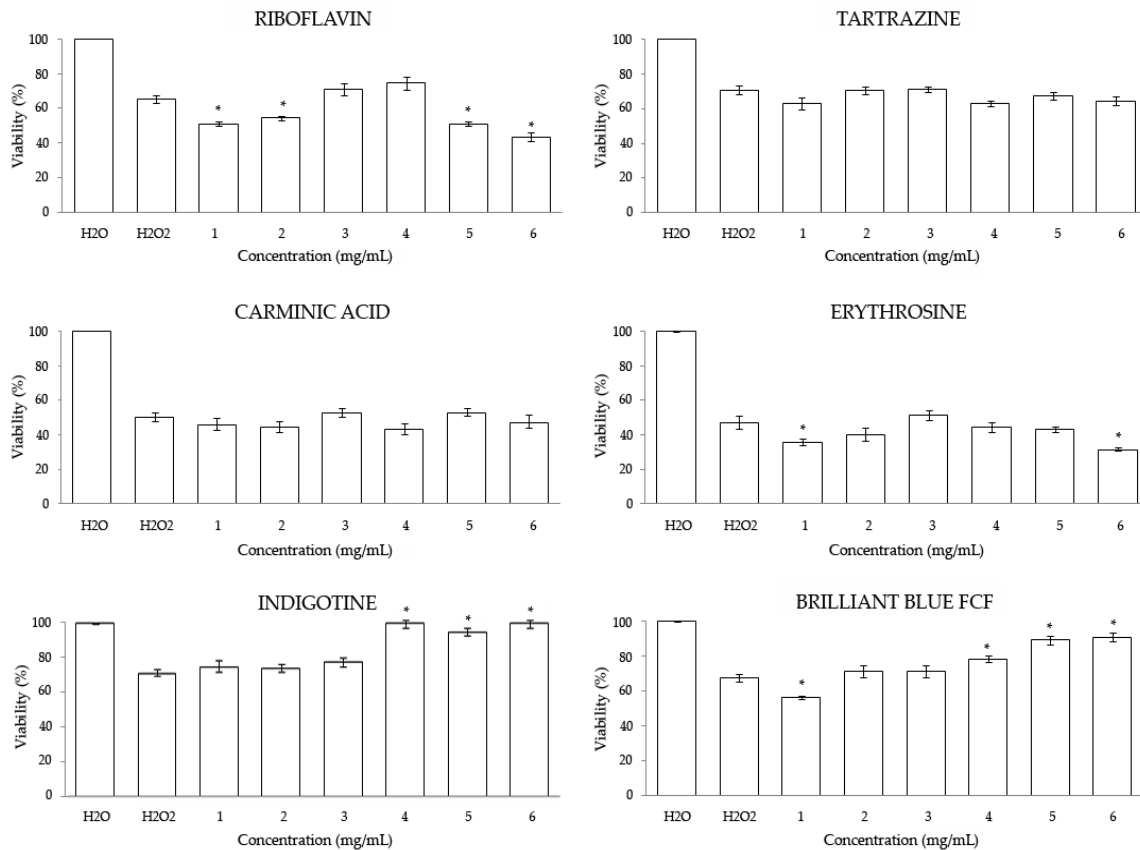 RIBOFLAVIN
100
80
60
40
20
0
Viability (%)
*
*
*
*
H2O H2O2 1 2 3 4 5 6
Concentration (mg/mL)
TARTRAZINE
100
80
60
40
20
0
Viability (%)
H2O H2O2 1 2 3 4 5 6
Concentration (mg/mL)
CARMINIC ACID
100
80
60
40
20
0
Viability (%)
H2O H2O2 1 2 3 4 5 6
Concentration (mg/mL)
ERYTHROSINE
100
80
60
40
20
0
Viability (%)
*
*
H2O H2O2 1 2 3 4 5 6
Concentration (mg/mL)
INDIGOTINE
100
80
60
40
20
0
Viability (%)
*
*
*
H2O H2O2 1 2 3 4 5 6
Concentration (mg/mL)
BRILLIANT BLUE FCF
100
80
60
40
20
0
Viability (%)
*
*
*
*
H2O H2O2 1 2 3 4 5 6
Concentration (mg/mL)